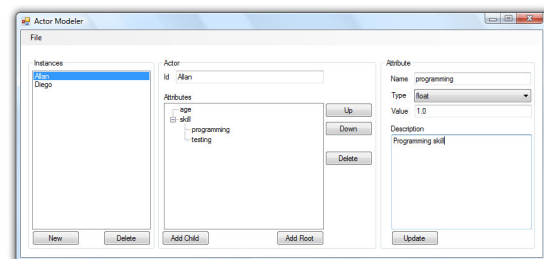 Actor Modeler
File
Instances
Allan
Diego
New
Delete
Actor
Id Allan
Attributes
age
skill
programming
testing
Up
Down
Delete
Add Child
Add Root
Attribute
Name programming
Type float
Value 1.0
Description
Programming skill
Update